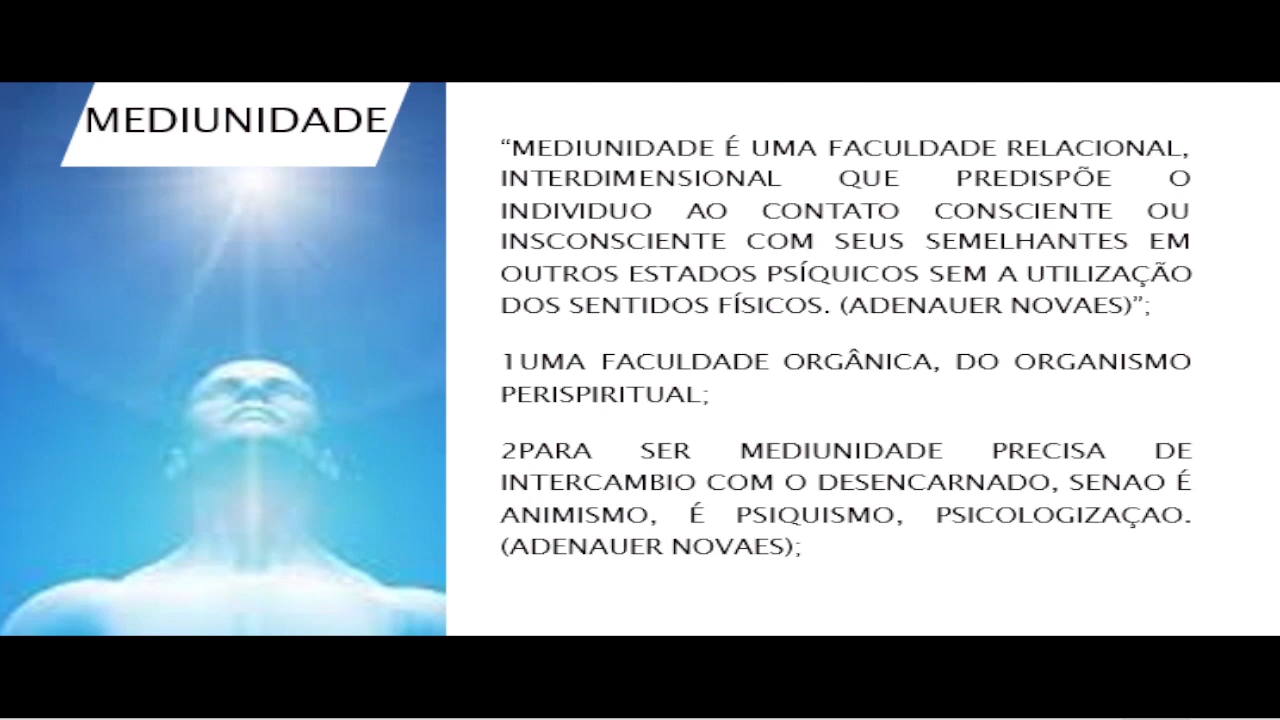 MEDIUNIDADE
“MEDIUNIDADE É UMA FACULDADE RELACIONAL,
INTERDIMENSIONAL QUE PREDISPÕE O
INDIVIDUO AO CONTATO CONSCIENTE OU
INSCONSCIENTE COM SEUS SEMELHANTES EM
OUTROS ESTADOS PSÍQUICOS SEM A UTILIZAÇÃO
DOS SENTIDOS FÍSICOS. (ADENAUER NOVAES)”;
1UMA FACULDADE ORGÂNICA, DO ORGANISMO
PERISPIRITUAL;
2PARA SER MEDIUNIDADE PRECISA DE
INTERCAMBIO COM O DESENCARNADO, SENAO É
ANIMISMO, É PSIQUISMO, PSICOLOGIZAÇAO.
(ADENAUER NOVAES);